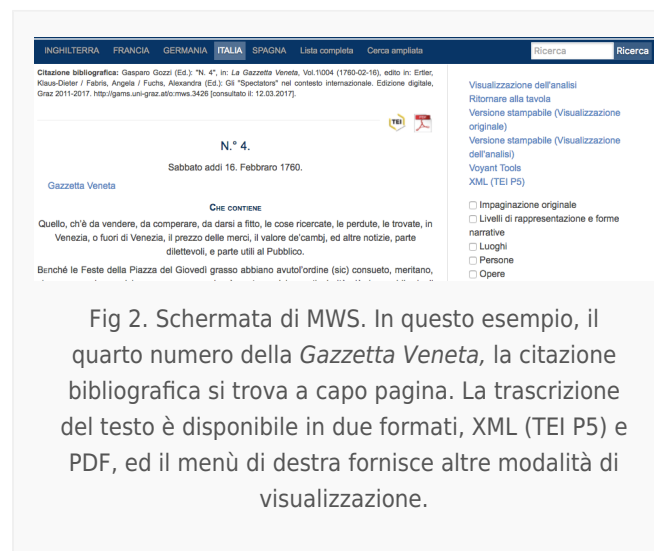 INGHILTERRA FRANCIA GERMANIA ITALIA SPAGNA Lista completa Cerca ampliata Ricerca Ricerca
Citazione bibliografica: Gasparo Gozzi (Ed.): "N. 4", in: La Gazzetta Veneta, Vol.1\004 (1760-02-16), edito in: Ertler,
Klaus-Dieter / Fabris, Angela / Fuchs, Alexandra (Ed.): Gli "Spectators" nel contesto internazionale. Edizione digitale,
Graz 2011-2017. http://gams.uni-graz.at/o:mws.3426 [consultato il: 12.03.2017].
TEI
N.° 4.
Sabbato addi 16. Febbraro 1760.
Gazzetta Veneta
CHE CONTIENE
Quello, ch'è da vendere, da comperare, da darsi a fitto, le cose ricercate, le perdute, le trovate, in
Venezia, o fuori di Venezia, il prezzo delle merci, il valore de'cambj, ed altre notizie, parte
dilettevoli, e parte utili al Pubblico.
Benché le Feste della Piazza del Giovedì grasso abbiano avutol'ordine (sic) consueto, meritano,
Visualizzazione dell'analisi
Ritornare alla tavola
Versione stampabile (Visualizzazione
originale)
Versione stampabile (Visualizzazione
dell'analisi)
Voyant Tools
XML (TEI P5)
Impaginazione originale
Livelli di rappresentazione e forme
narrative
Luoghi
Persone
Opere
Fig 2. Schermata di MWS. In questo esempio, il
quarto numero della Gazzetta Veneta, la citazione
bibliografica si trova a capo pagina. La trascrizione
del testo è disponibile in due formati, XML (TEI P5) e
PDF, ed il menù di destra fornisce altre modalità di
visualizzazione.